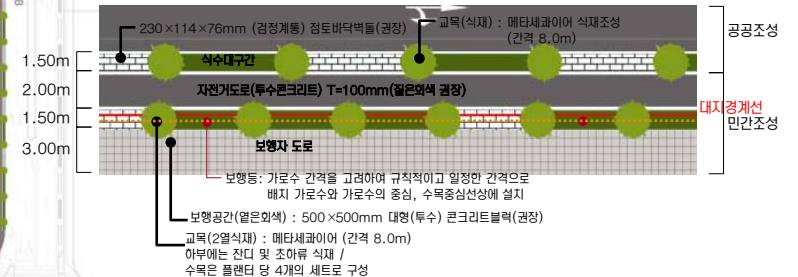 230×114×76mm (검정계통) 점토바닥벽돌(권장)
교목(식재) : 메타세콰이어 식재조성
(간격 8.0m)
공공조성
1.50m
식수대구간
2.00m
자전거도로(투수콘크리트) T=100mm(짙은회색 권장)
대지경계선
1.50m
민간조성
3.00m
보행자 도로
보행등: 가로수 간격을 고려하여 규칙적이고 일정한 간격으로
배치 가로수와 가로수의 중심, 수목중심선상에 설치
보행공간(옅은회색) : 500×500mm 대형(투수) 콘크리트블럭(권장)
교목(2열식재) : 메타세콰이어 (간격 8.0m)
하부에는 잔디 및 초하류 식재 /
수목은 플랜터 당 4개의 세트로 구성